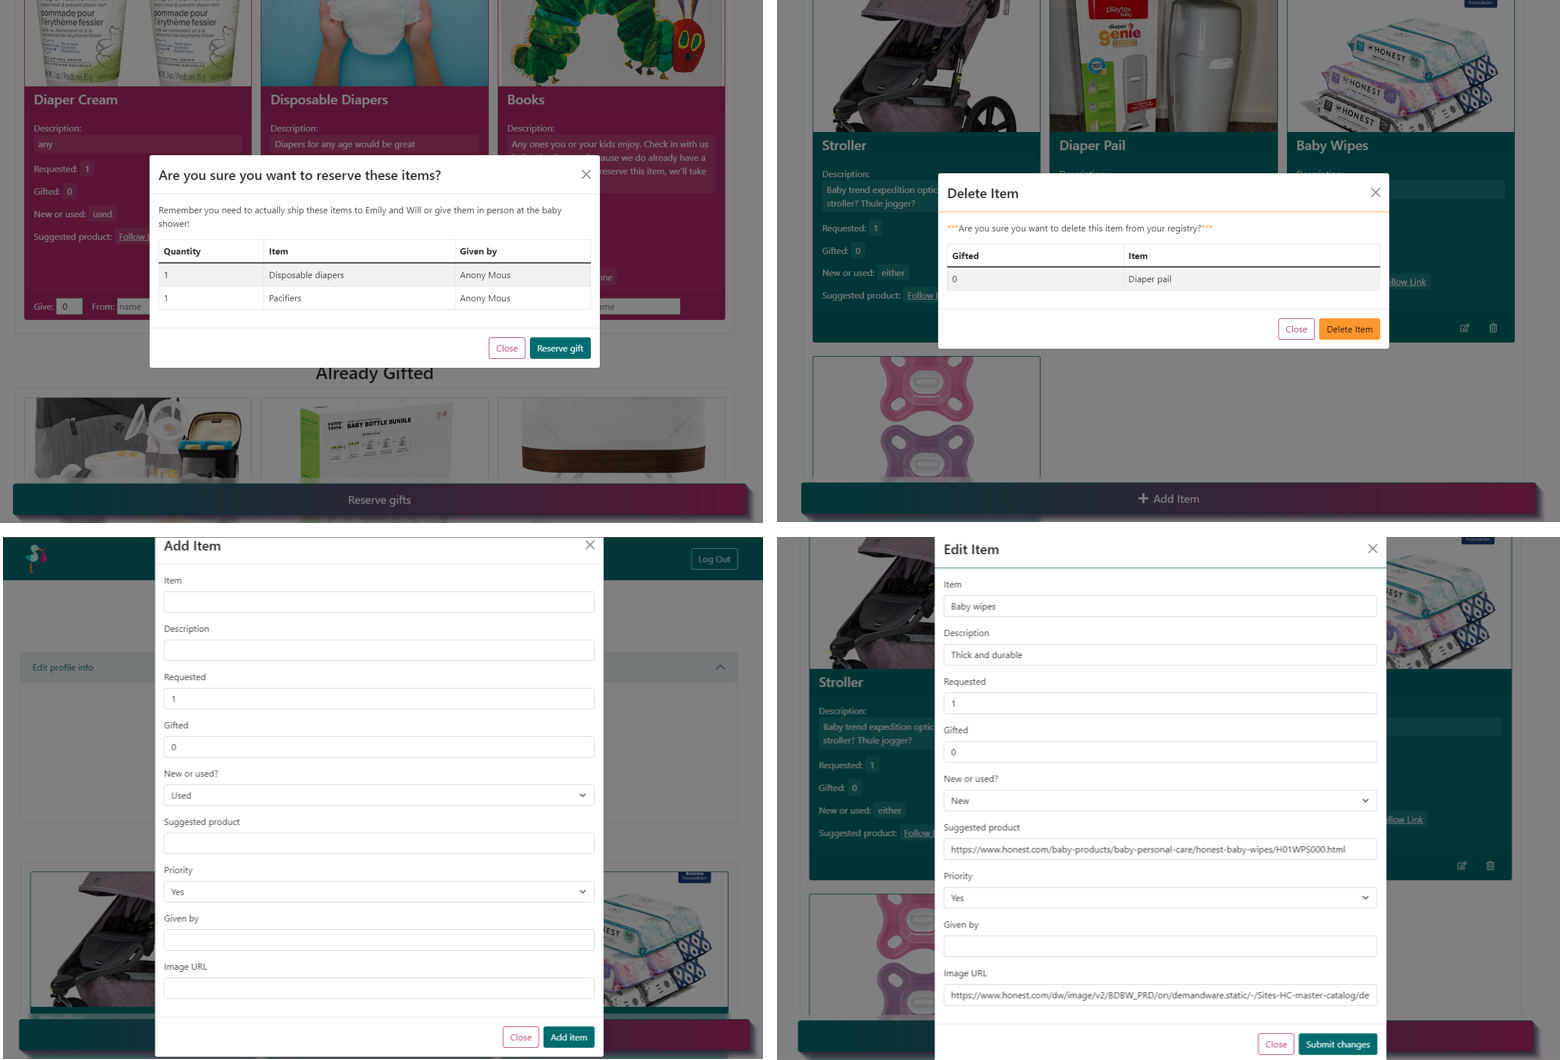 pommade pour
l'érythème fessier
pommade pour
l'érythème fessier
Diaper Cream
Disposable Diapers
Books
Description:
Description:
Description:
any
Diapers for any age would be great
Any ones you or your kids enjoy. Check in with us
ause we do already have a
reserve this item, we'll take
Requested: 1
Gifted: 0
New or used: used
Suggested product: Follow L
one
Give: 0 From: name
ame
Are you sure you want to reserve these items?
Remember you need to actually ship these items to Emily and Will or give them in person at the baby
shower!
Quantity Item Given by
1 Disposable diapers Anony Mous
1 Pacifiers Anony Mous
Close Reserve gift
Already Gifted
BABY BOTTLE BUNDLE
Reserve gifts
playtex
baby
diaper
genie
HONEST
HONEST
Stroller
Diaper Pail
Baby Wipes
Description:
Baby trend expedition optic
stroller? Thule jogger?
Requested: 1
Gifted: 0
New or used: either
Suggested product: Follow L
ollow Link
Delete Item
***Are you sure you want to delete this item from your registry?***
Gifted Item
0 Diaper pail
Close Delete Item
+ Add Item
Log Out
Edit profile info
HONEST
Add Item
Item
Description
Requested
1
Gifted
0
New or used?
Used
Suggested product
Priority
Yes
Given by
Image URL
Close Add item
Stroller
Description:
Baby trend expedition optic
stroller? Thule jogger?
Requested: 1
Gifted: 0
New or used: either
Suggested product: Follow L
ollow Link
Edit Item
Item
Baby wipes
Description
Thick and durable
Requested
1
Gifted
0
New or used?
New
Suggested product
https://www.honest.com/baby-products/baby-personal-care/honest-baby-wipes/H01WPS000.html
Priority
Yes
Given by
Image URL
https://www.honest.com/dw/image/v2/BDBW_PRD/on/demandware.static/-/Sites-HC-master-catalog/de
Close Submit changes